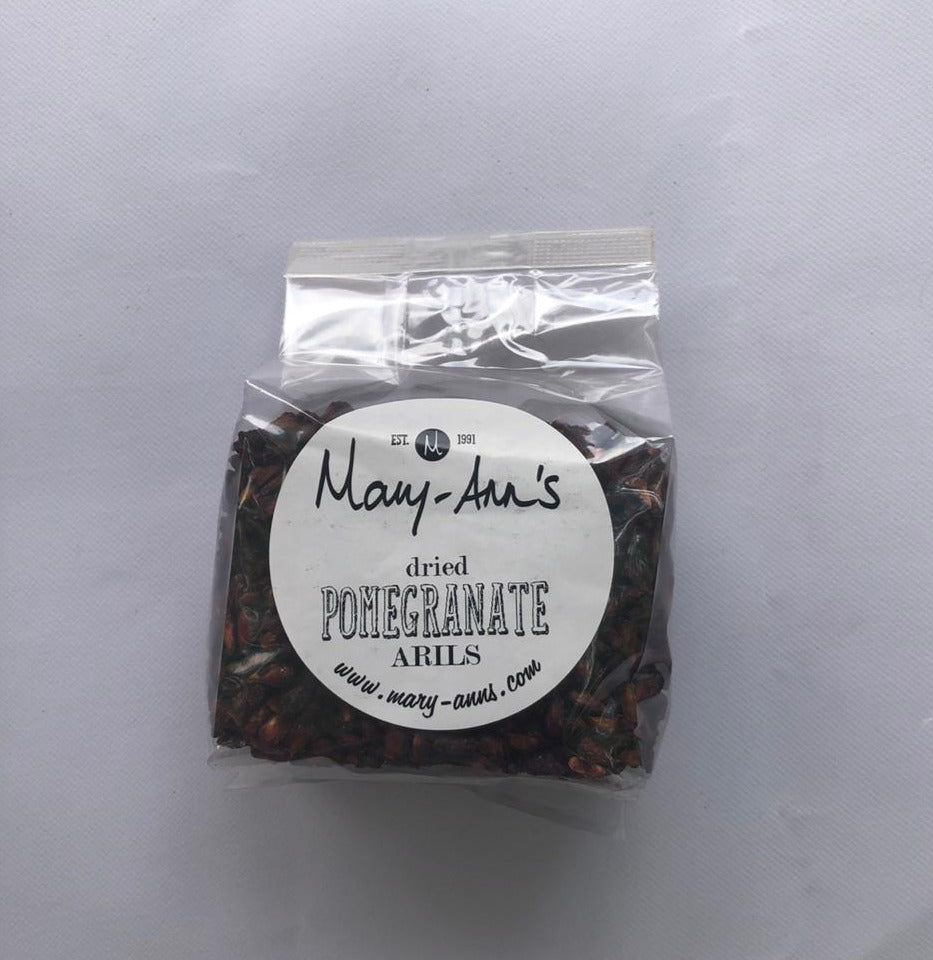 EST. M 1991
Mary-Ann's
dried
POMEGRANATE
ARILS
www.mary-anns.com